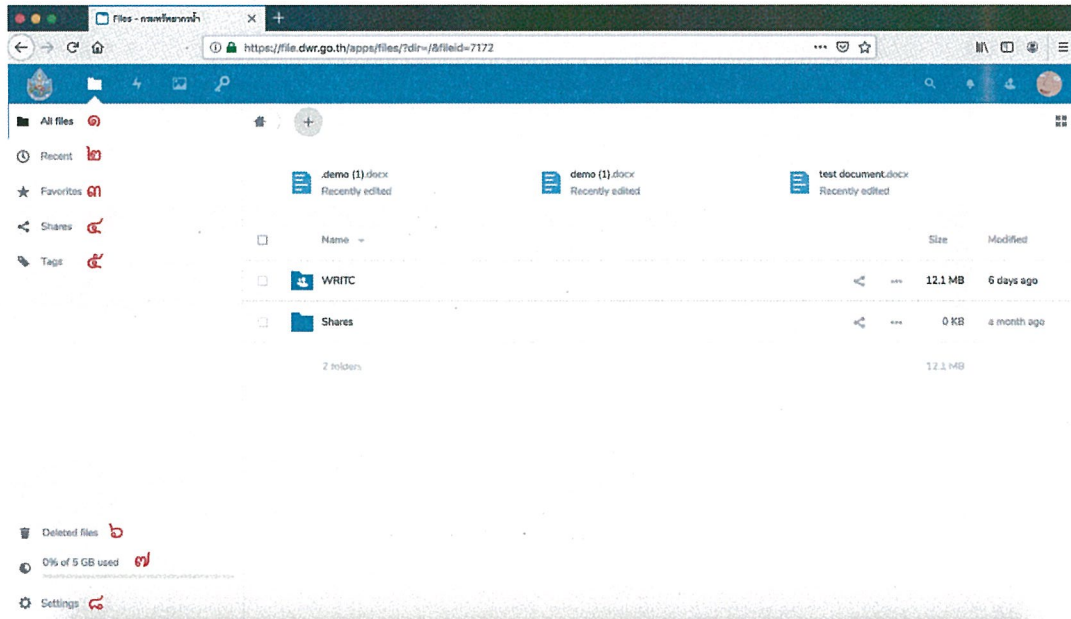 Files - กรมทรัพยากรน้ำ
https://file.dwr.go.th/apps/files/?dir=/&fileid=7172
All files ๑
Recent ๒
Favorites ๓
Shares ๔
Tags ๕
.demo (1).docx
Recently edited
demo (1).docx
Recently edited
test document.docx
Recently edited
Name Size Modified
WRITC 12.1 MB 6 days ago
Shares 0 KB a month ago
2 folders 12.1 MB
Deleted files ๖
0% of 5 GB used ๗
Settings ๘